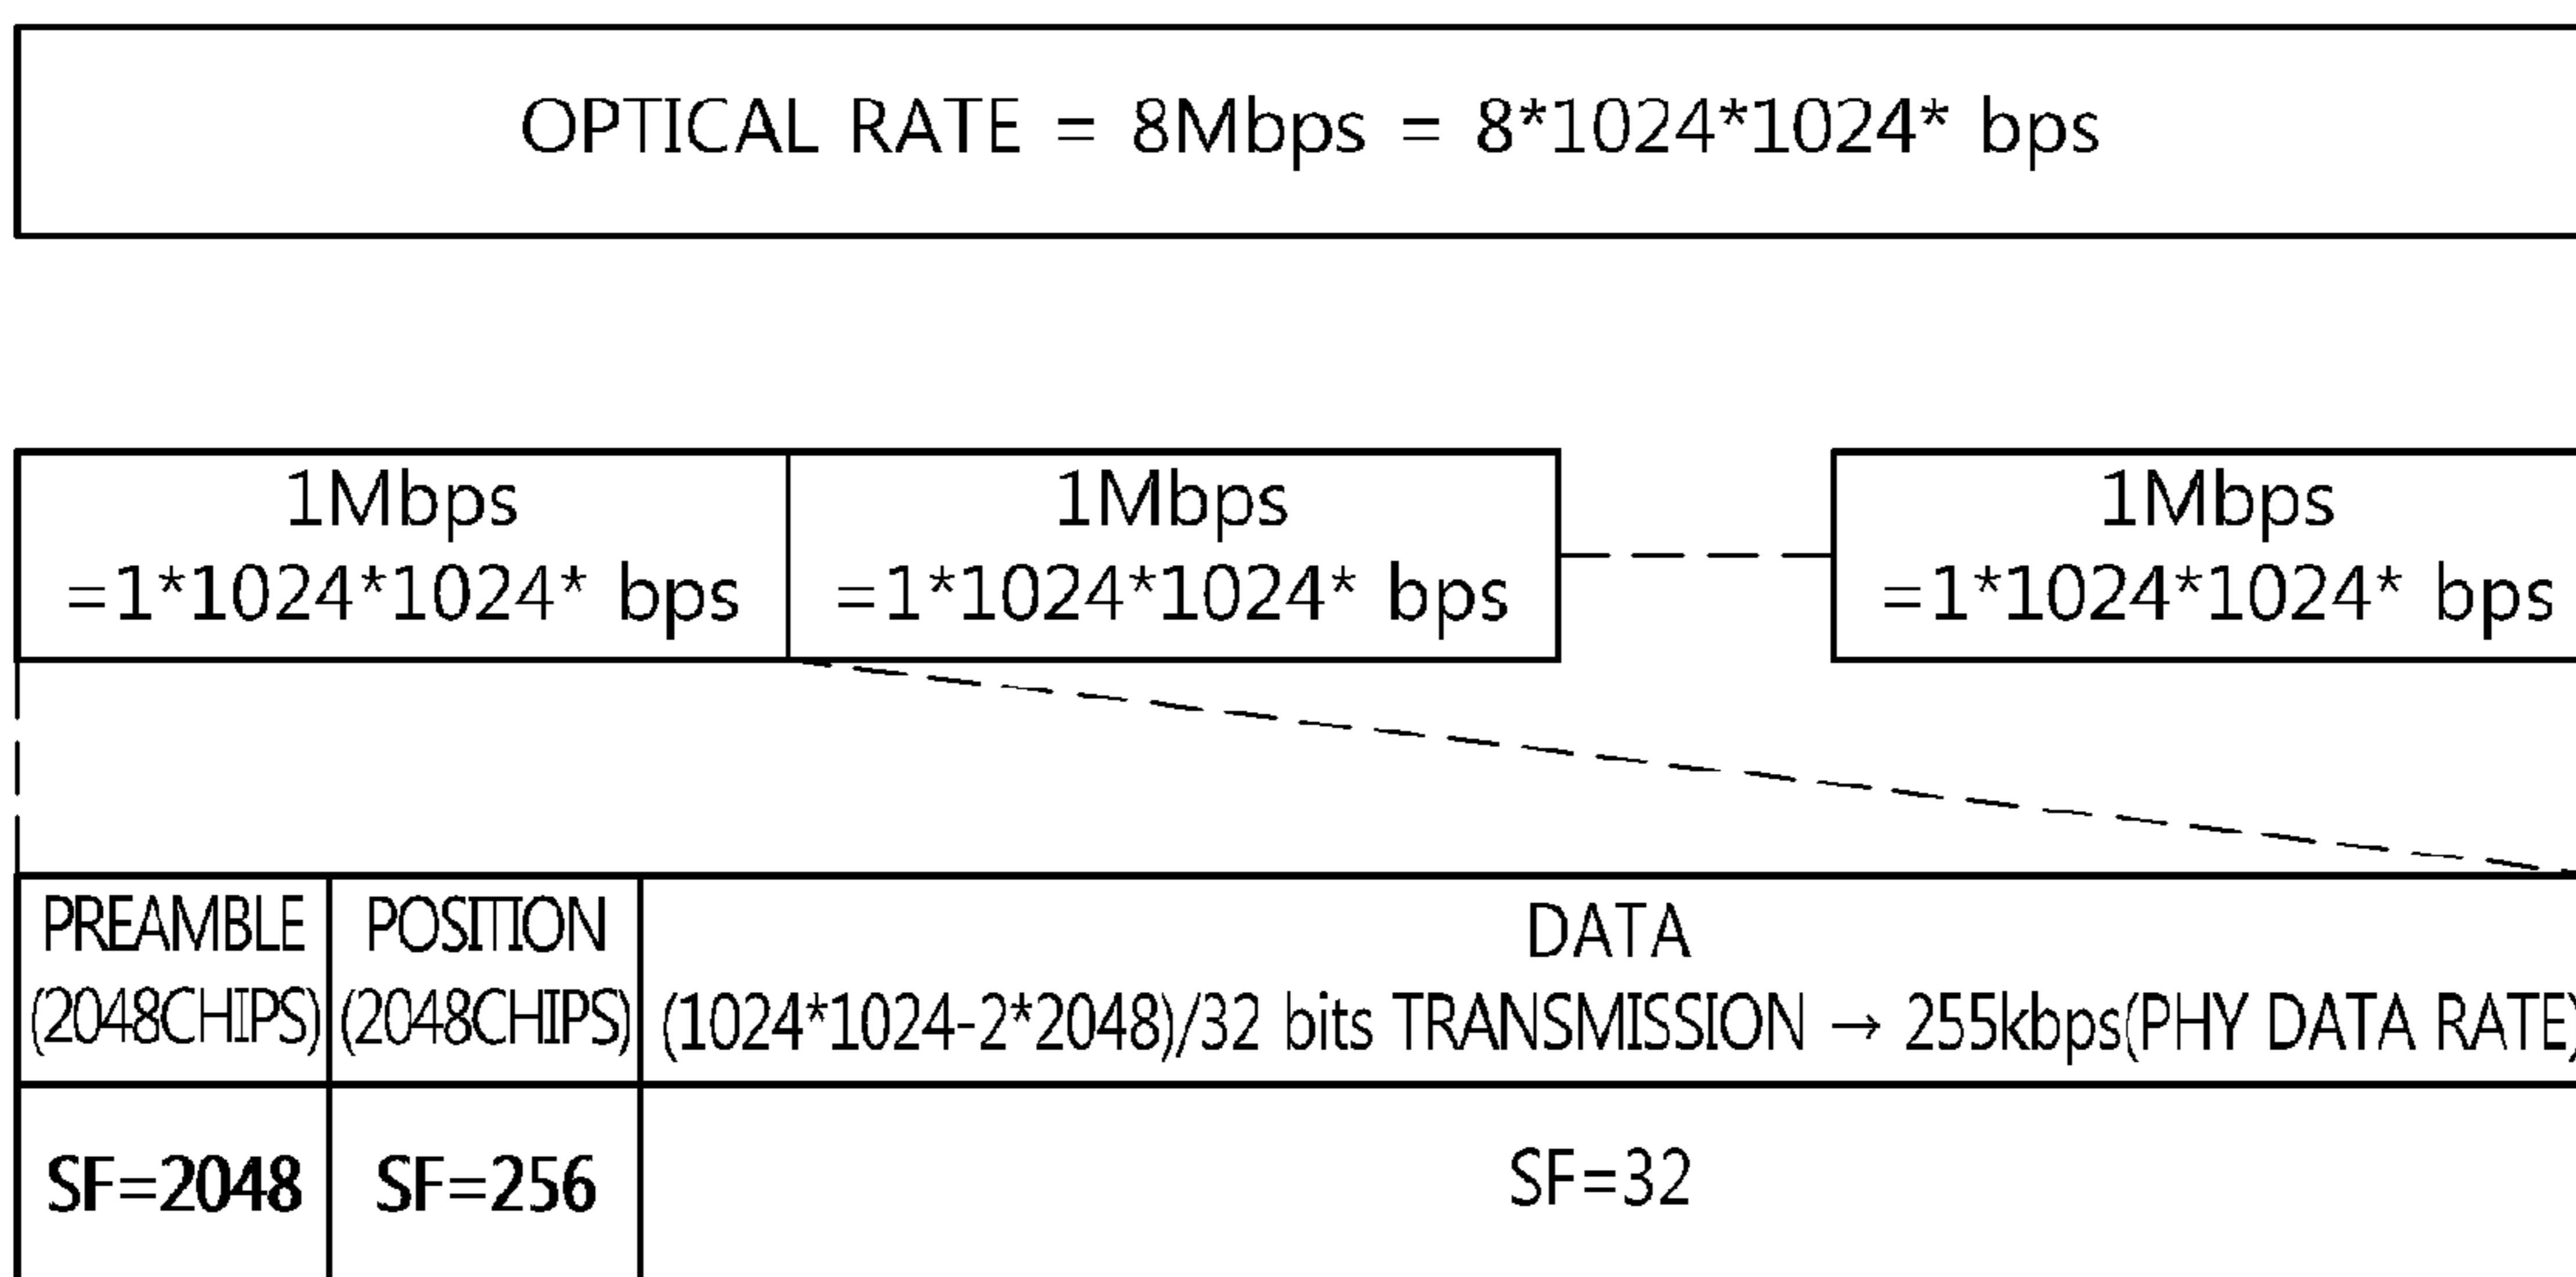 OPTICAL RATE = 8Mbps = 8*1024*1024* bps
1Mbps
=1*1024*1024* bps
1Mbps
=1*1024*1024* bps
1Mbps
=1*1024*1024* bps
PREAMBLE
(2048CHIPS)
POSITION
(2048CHIPS)
DATA
(1024*1024-2*2048)/32 bits TRANSMISSION → 255kbps(PHY DATA RATE)
SF=2048
SF=256
SF=32